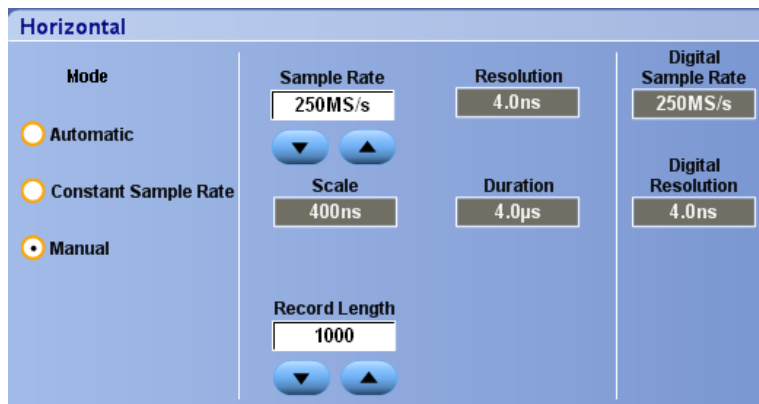 Horizontal
Mode
Automatic
Constant Sample Rate
Manual
Sample Rate
250MS/s
Scale
400ns
Record Length
1000
Resolution
4.0ns
Duration
4.0µs
Digital
Sample Rate
250MS/s
Digital
Resolution
4.0ns